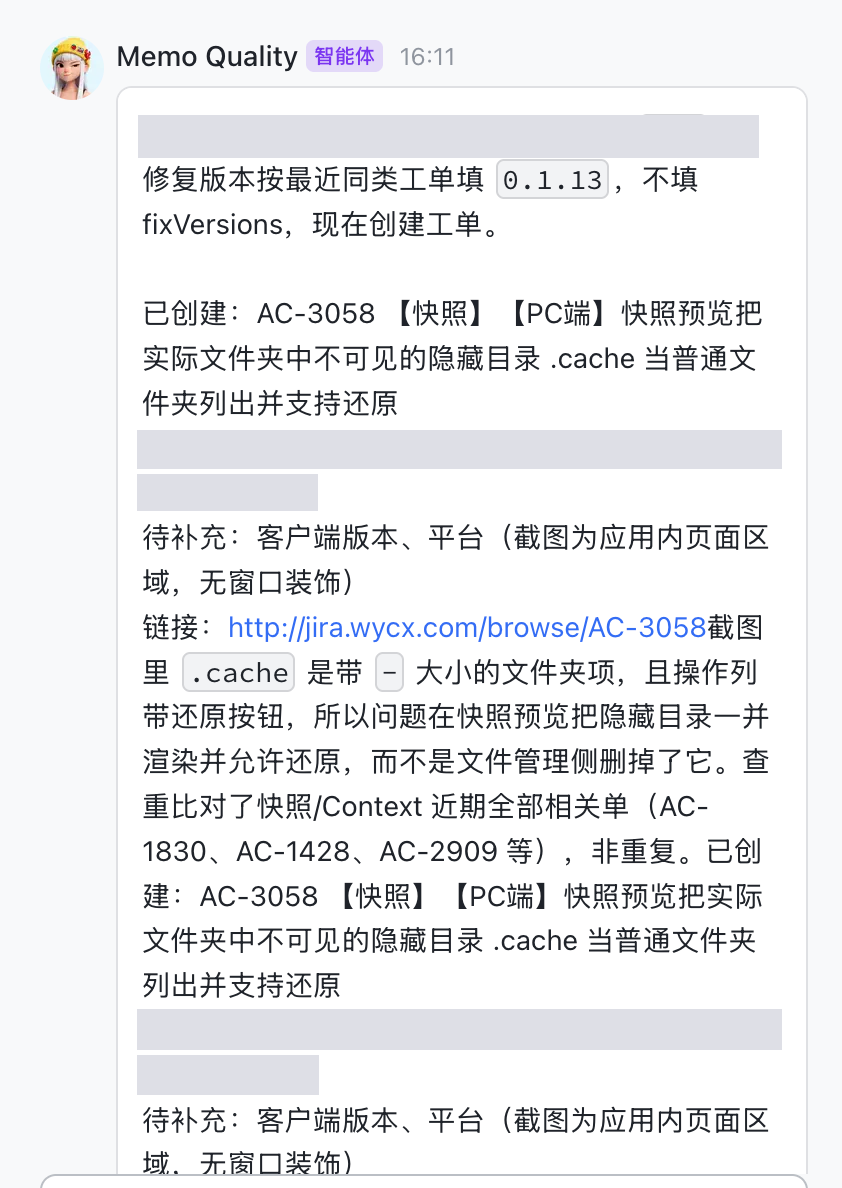 Memo Quality 智能体 16:11
修复版本按最近同类工单填 0.1.13，不填
fixVersions，现在创建工单。
已创建：AC-3058 【快照】【PC端】快照预览把
实际文件夹中不可见的隐藏目录 .cache 当普通文
件夹列出并支持还原
待补充：客户端版本、平台（截图为应用内页面区
域，无窗口装饰）
链接：http://jira.wycx.com/browse/AC-3058截图
里 .cache 是带 - 大小的文件夹项，且操作列
带还原按钮，所以问题在快照预览把隐藏目录一并
渲染并允许还原，而不是文件管理侧删掉了它。查
重比对了快照/Context 近期全部相关单（AC-
1830、AC-1428、AC-2909 等），非重复。已创
建：AC-3058 【快照】【PC端】快照预览把实际
文件夹中不可见的隐藏目录 .cache 当普通文件夹
列出并支持还原
待补充：客户端版本、平台（截图为应用内页面区
域，无窗口装饰）